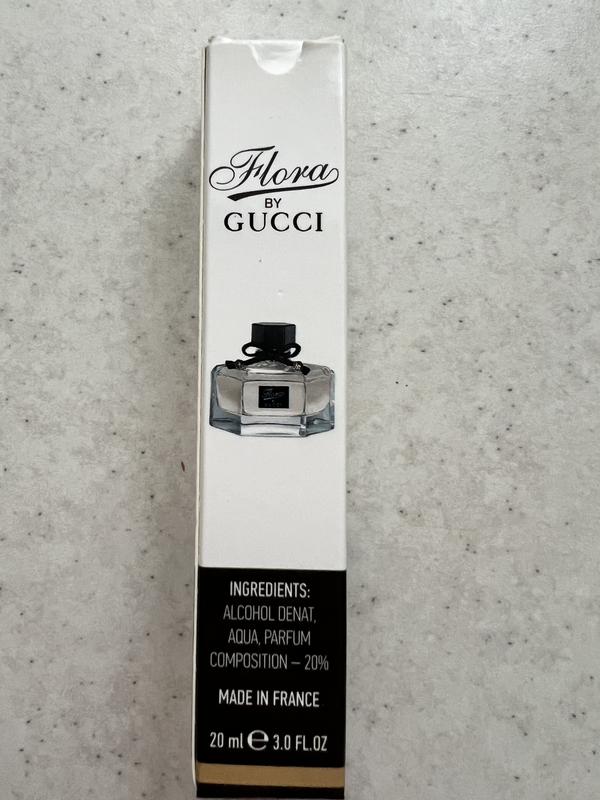 Flora
BY
GUCCI
Flora
INGREDIENTS:
ALCOHOL DENAT,
AQUA, PARFUM
COMPOSITION – 20%
MADE IN FRANCE
20 ml ℮ 3.0 FL.OZ